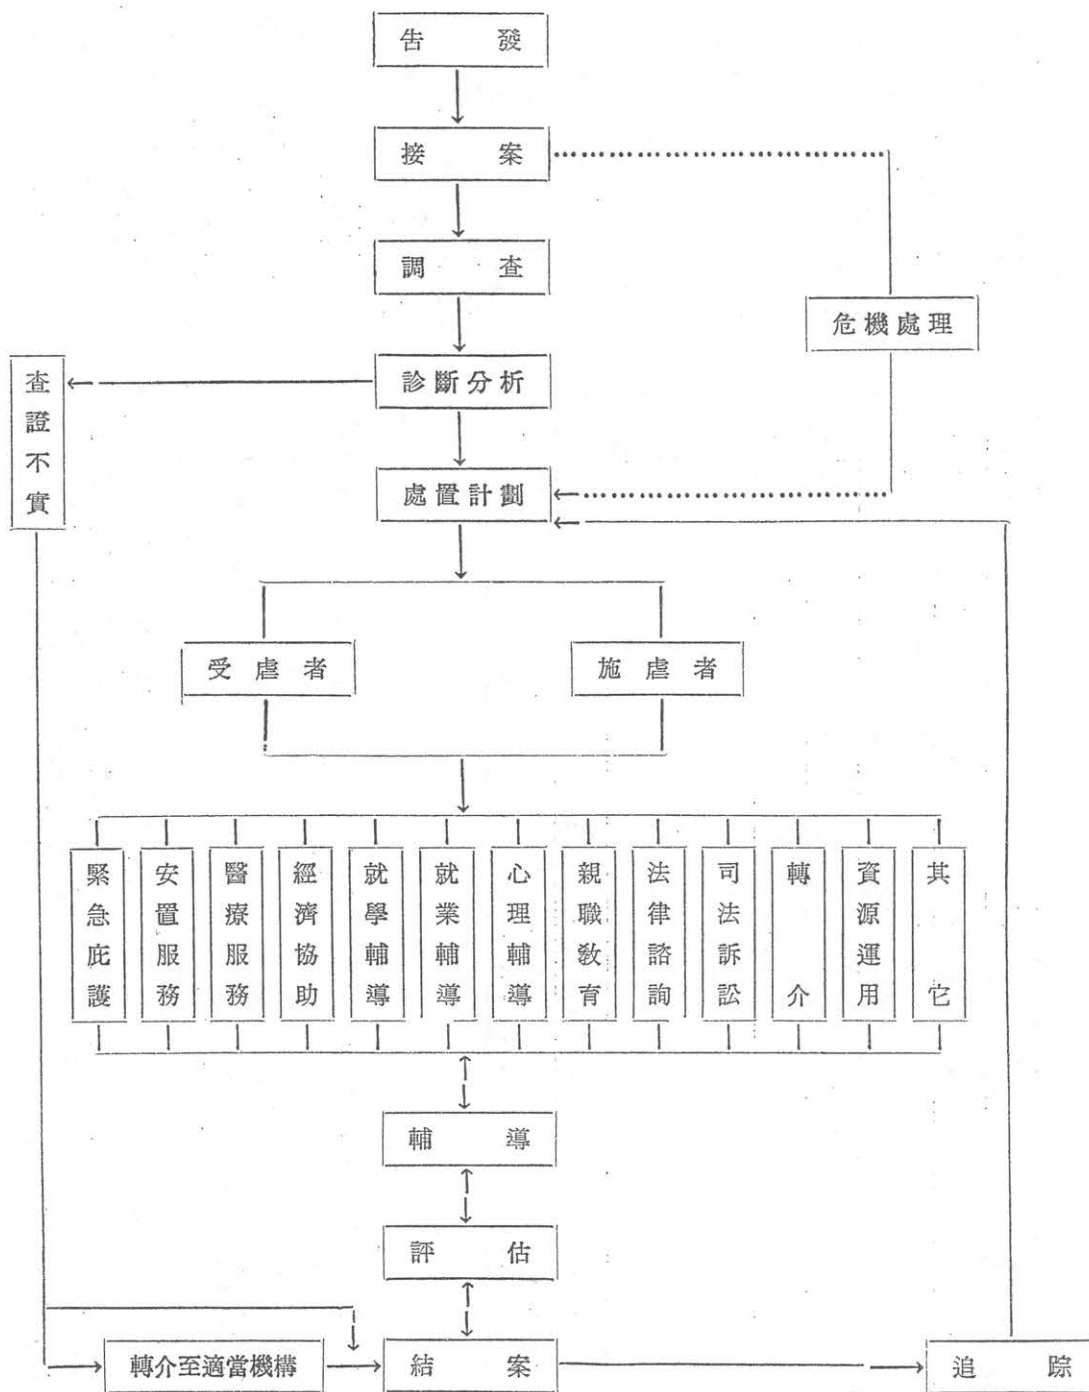 告發
接案
調查
危機處理
診斷分析
查證不實
處置計劃
受虐者
施虐者
緊急庇護
安置服務
醫療服務
經濟協助
就學輔導
就業輔導
心理輔導
親職教育
法律諮詢
司法訴訟
轉介
資源運用
其它
輔導
評估
轉介至適當機構
結案
追踪